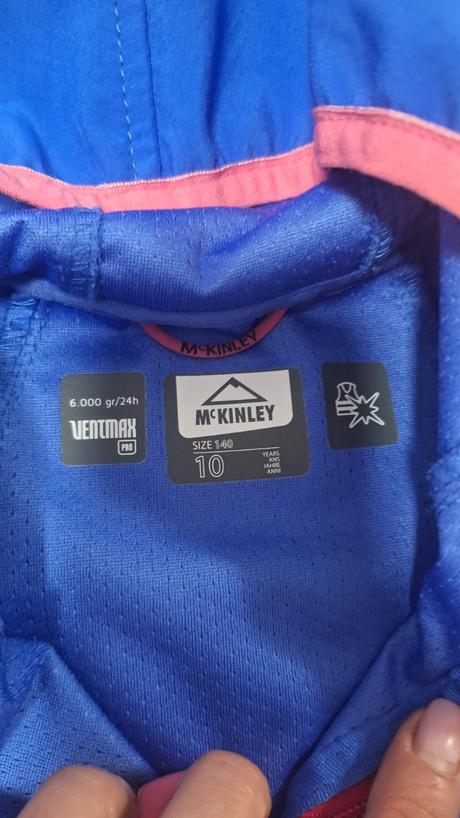 McKINLEY
6.000 gr/24h
VENTMAX
PRO
McKINLEY
SIZE 140
10
YEARS
ANS
JAHRE
ANNI